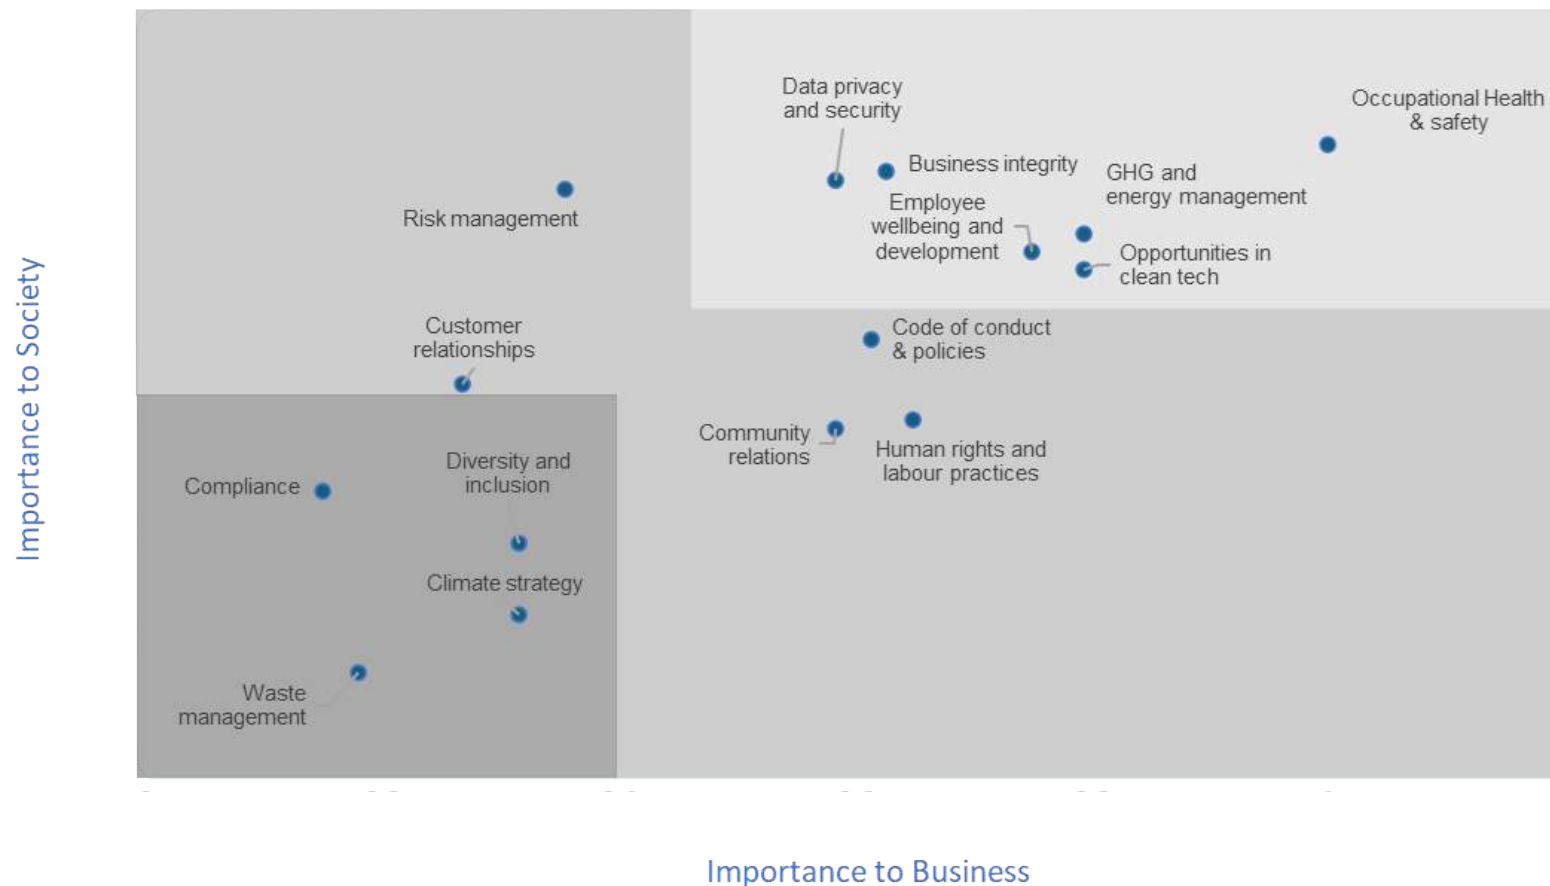 Data privacy
and security
Occupational Health
& safety
Business integrity
GHG and
energy management
Risk management
Employee
wellbeing and
development
Opportunities in
clean tech
Customer
relationships
Code of conduct
& policies
Community
relations
Human rights and
labour practices
Compliance
Diversity and
inclusion
Climate strategy
Waste
management
Importance to Society
Importance to Business